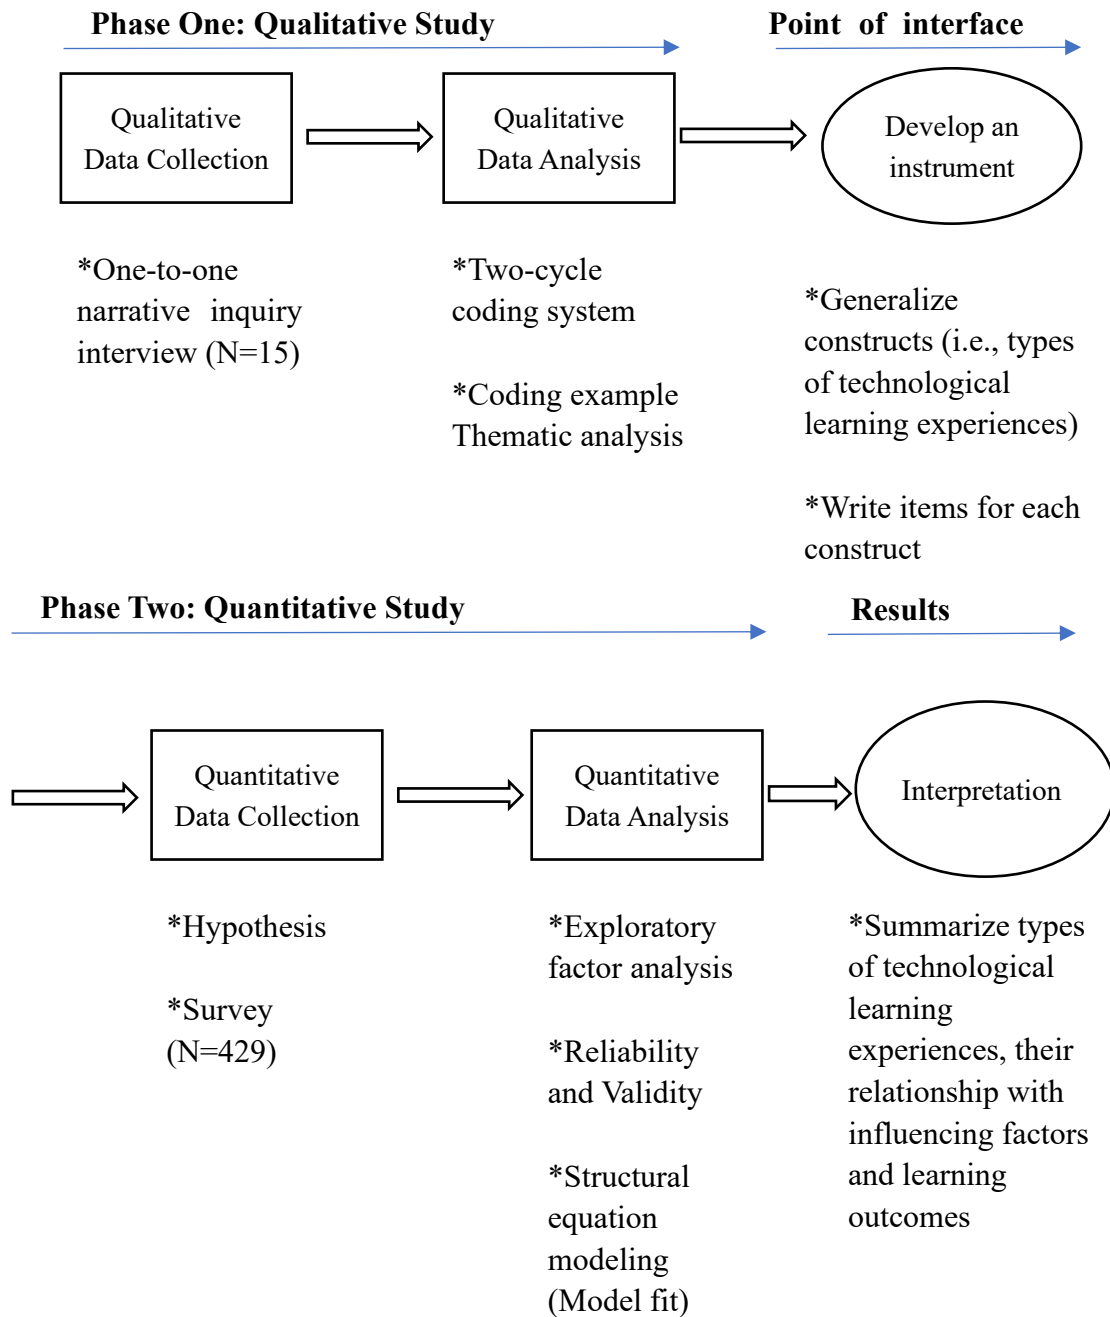 Phase One: Qualitative Study
Point of interface
Qualitative
Data Collection
Qualitative
Data Analysis
Develop an
instrument
*One-to-one
narrative inquiry
interview (N=15)
*Two-cycle
coding system
*Coding example
Thematic analysis
*Generalize
constructs (i.e., types
of technological
learning experiences)
*Write items for each
construct
Phase Two: Quantitative Study
Results
Quantitative
Data Collection
Quantitative
Data Analysis
Interpretation
*Hypothesis
*Survey
(N=429)
*Exploratory
factor analysis
*Reliability
and Validity
*Structural
equation
modeling
(Model fit)
*Summarize types
of technological
learning
experiences, their
relationship with
influencing factors
and learning
outcomes